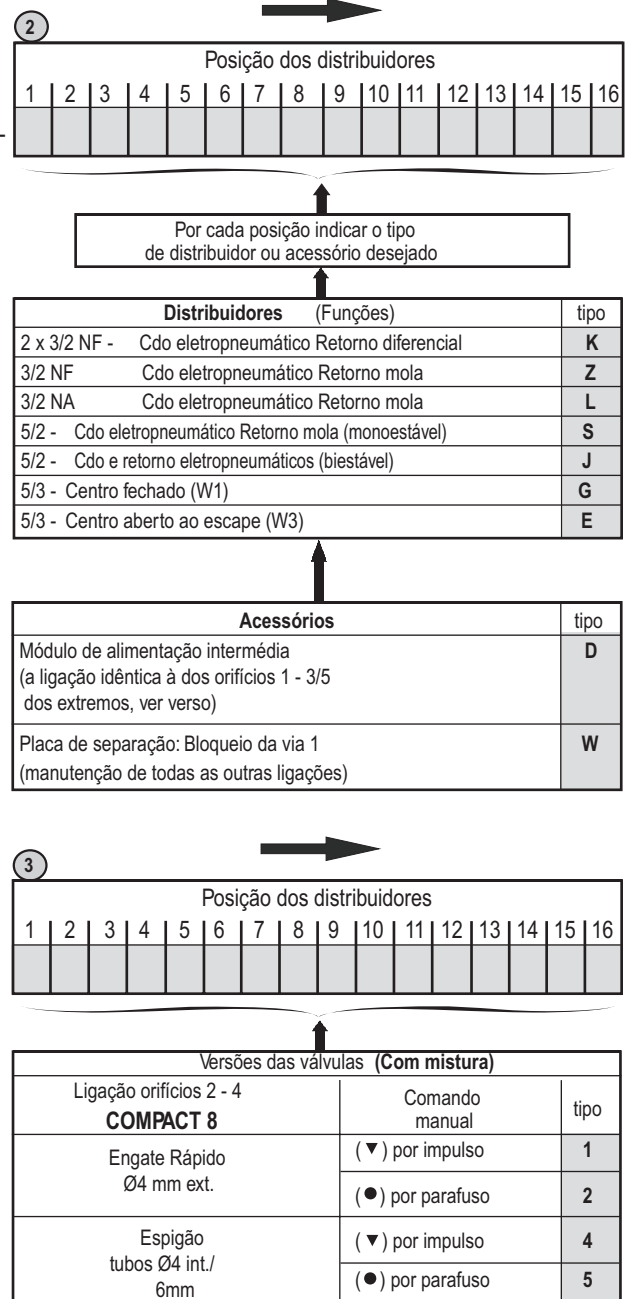 2
Posição dos distribuidores
1 2 3 4 5 6 7 8 9 10 11 12 13 14 15 16
-
Por cada posição indicar o tipo
de distribuidor ou acessório desejado
Distribuidores (Funções) tipo
2 x 3/2 NF - Cdo eletropneumático Retorno diferencial K
3/2 NF Cdo eletropneumático Retorno mola Z
3/2 NA Cdo eletropneumático Retorno mola L
5/2 - Cdo eletropneumático Retorno mola (monoestável) S
5/2 - Cdo e retorno eletropneumáticos (biestável) J
5/3 - Centro fechado (W1) G
5/3 - Centro aberto ao escape (W3) E
Acessórios tipo
Módulo de alimentação intermédia D
(a ligação idêntica à dos orifícios 1 - 3/5
dos extremos, ver verso)
Placa de separação: Bloqueio da via 1 W
(manutenção de todas as outras ligações)
3
Posição dos distribuidores
1 2 3 4 5 6 7 8 9 10 11 12 13 14 15 16
Versões das válvulas (Com mistura)
Ligação orifícios 2 - 4
COMPACT 8
Comando
manual
tipo
Engate Rápido
Ø4 mm ext.
(▼) por impulso 1
(●) por parafuso 2
Espigão
tubos Ø4 int./
6mm
(▼) por impulso 4
(●) por parafuso 5